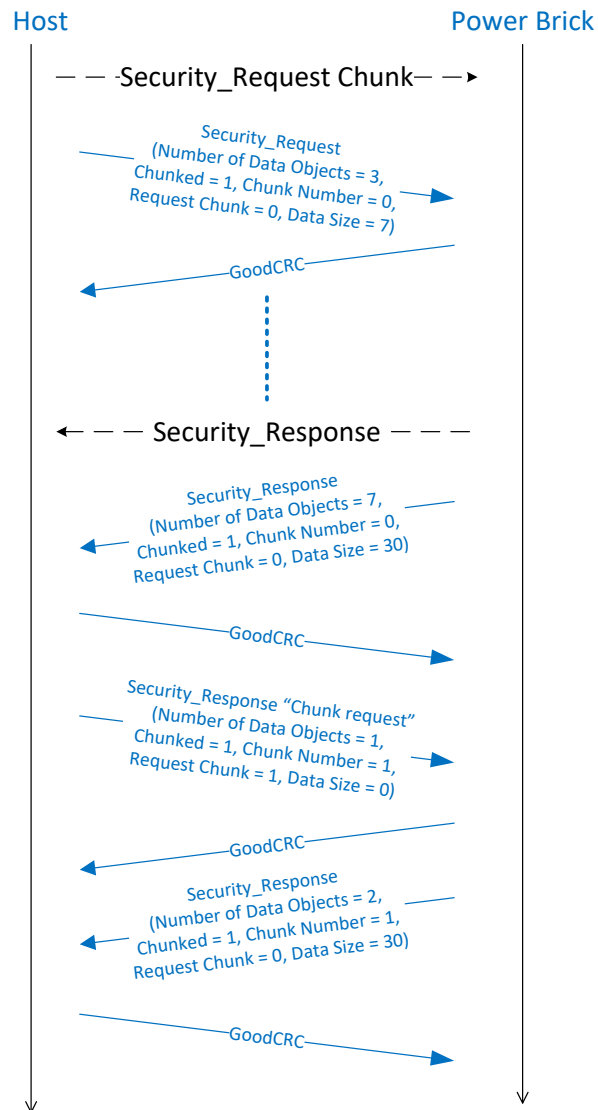 Host
Power Brick
Security_Request Chunk
Security_Request
(Number of Data Objects = 3,
Chunked = 1, Chunk Number = 0,
Request Chunk = 0, Data Size = 7)
GoodCRC
Security_Response
Security_Response
(Number of Data Objects = 7,
Chunked = 1, Chunk Number = 0,
Request Chunk = 0, Data Size = 30)
GoodCRC
Security_Response “Chunk request”
(Number of Data Objects = 1,
Chunked = 1, Chunk Number = 1,
Request Chunk = 1, Data Size = 0)
GoodCRC
Security_Response
(Number of Data Objects = 2,
Chunked = 1, Chunk Number = 1,
Request Chunk = 0, Data Size = 30)
GoodCRC